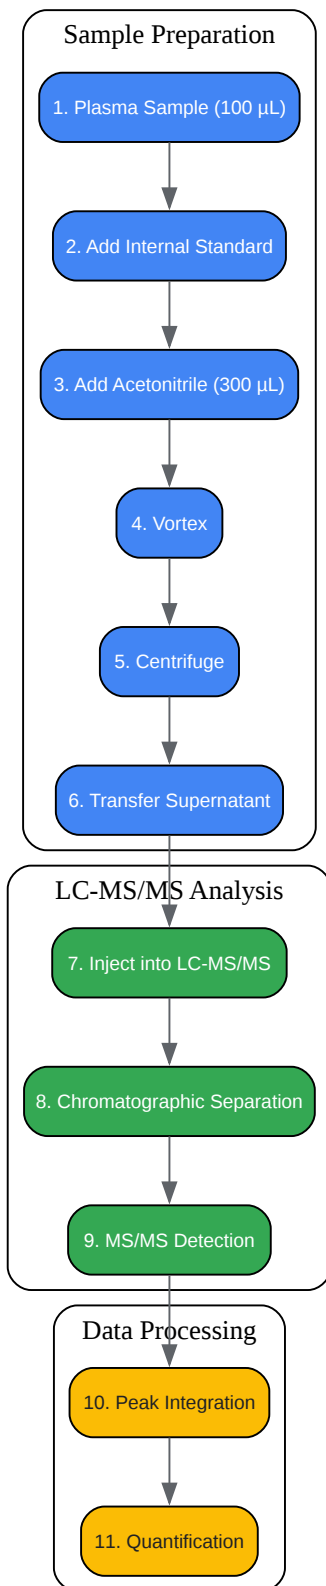 Sample Preparation
1. Plasma Sample (100 µL)
2. Add Internal Standard
3. Add Acetonitrile (300 µL)
4. Vortex
5. Centrifuge
6. Transfer Supernatant
LC-MS/MS Analysis
7. Inject into LC-MS/MS
8. Chromatographic Separation
9. MS/MS Detection
Data Processing
10. Peak Integration
11. Quantification